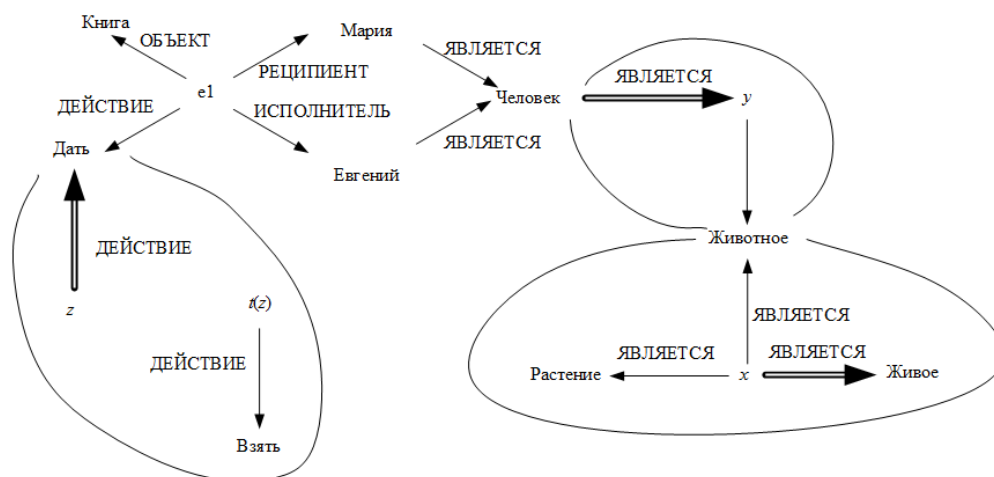 Книга
ОБЪЕКТ
Мария
ЯВЛЯЕТСЯ
РЕЦИПИЕНТ
ЯВЛЯЕТСЯ
e1
Человек
y
ДЕЙСТВИЕ
ИСПОЛНИТЕЛЬ
ЯВЛЯЕТСЯ
Дать
Евгений
ДЕЙСТВИЕ
Животное
z
t(z)
ЯВЛЯЕТСЯ
ДЕЙСТВИЕ
ЯВЛЯЕТСЯ
ЯВЛЯЕТСЯ
Растение
x
Живое
Взять